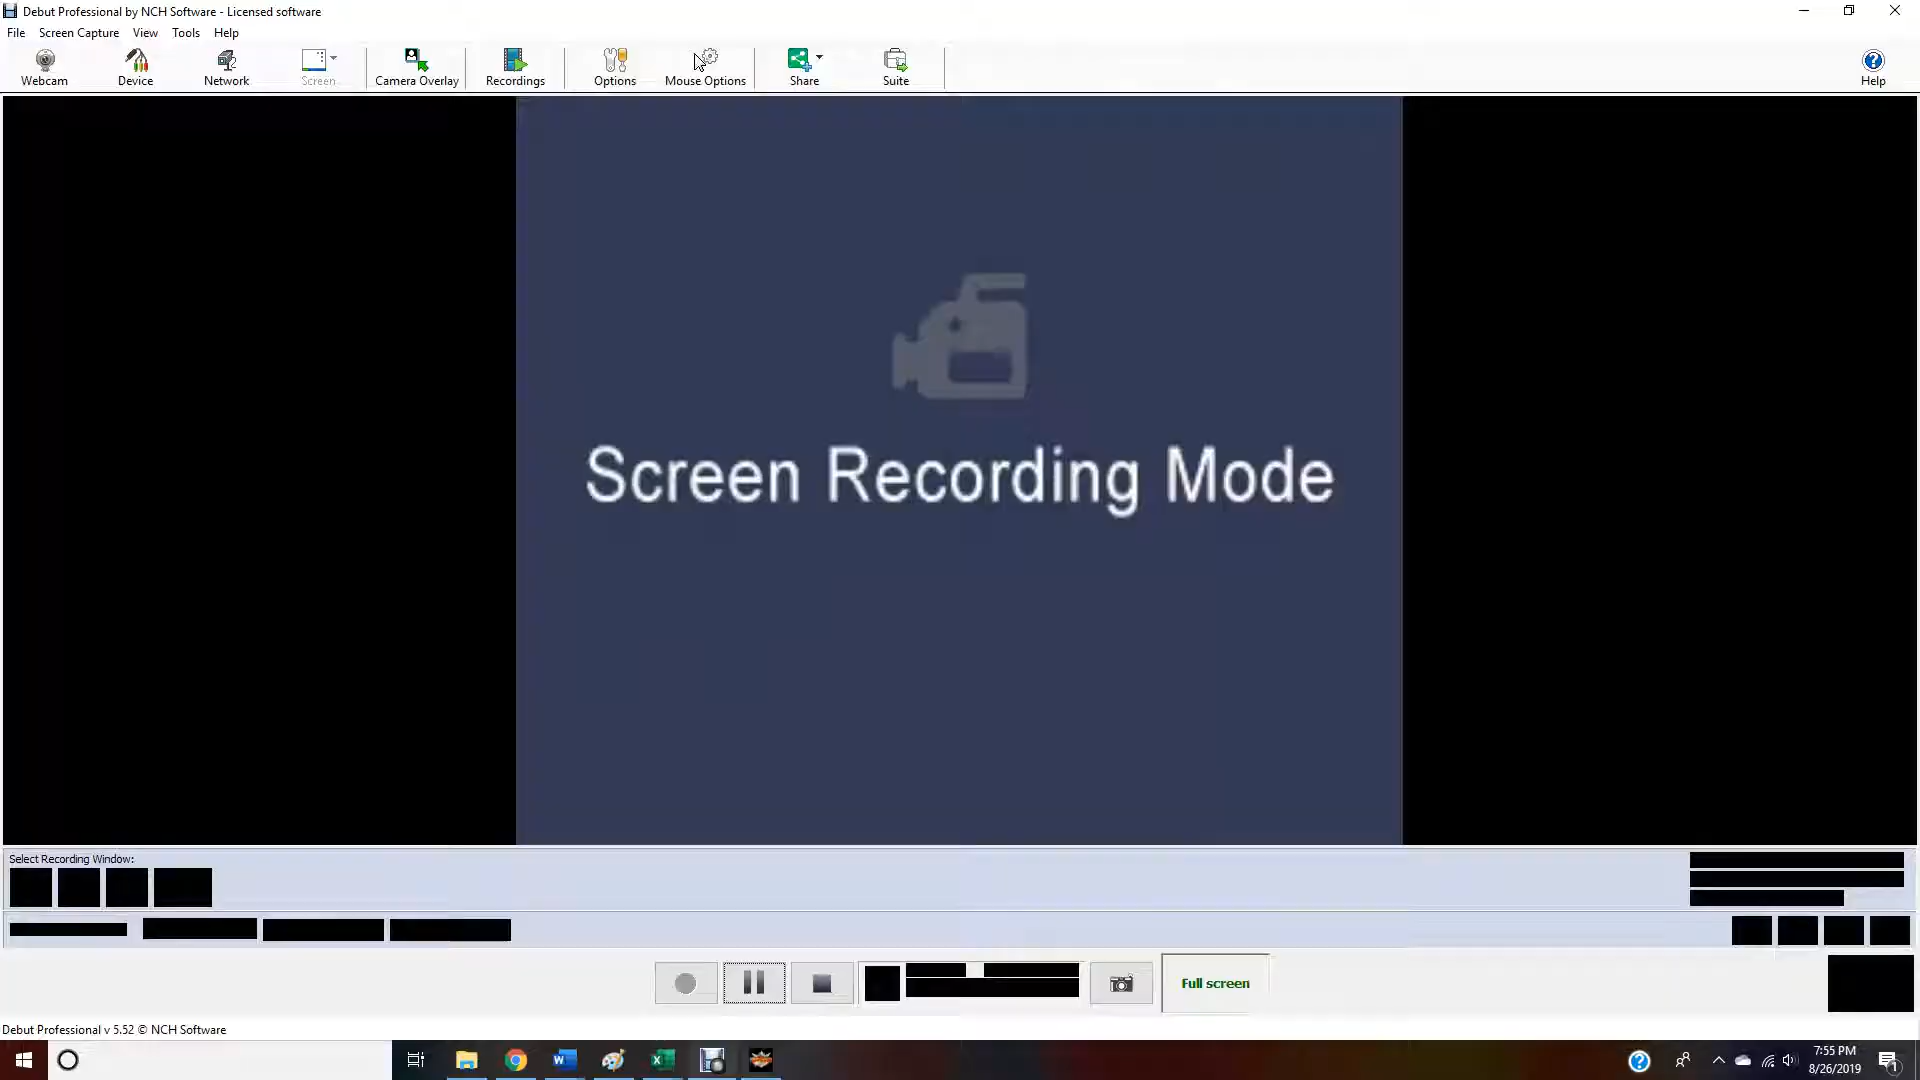 Debut Professional by NCH Software - Licensed software
File Screen Capture View Tools Help
Webcam Device Network Screen Camera Overlay Recordings Options Mouse Options Share Suite Help
Screen Recording Mode
Select Recording Window:
Full screen
Debut Professional v 5.52 © NCH Software
7:55 PM
8/26/2019